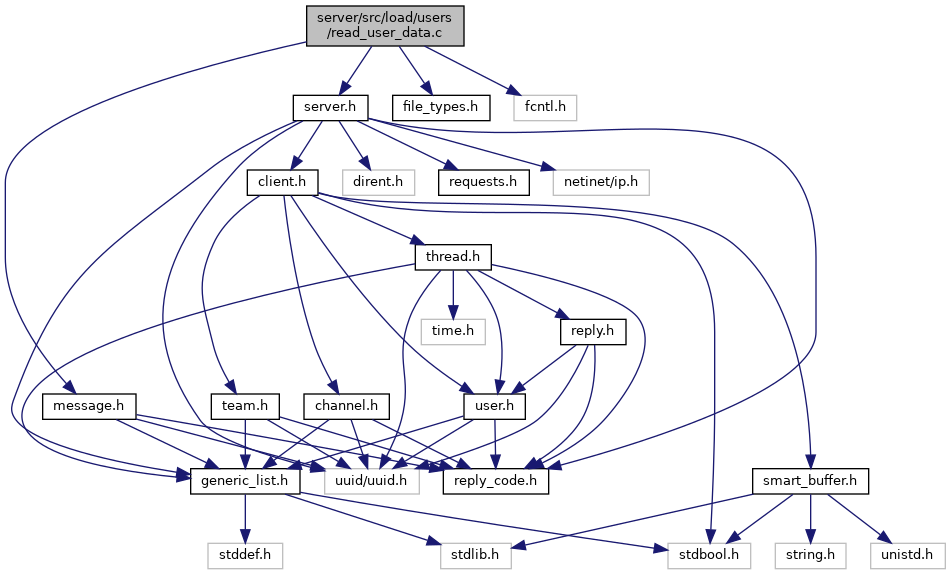 server/src/load/users
/read_user_data.c
server.h
file_types.h
fcntl.h
client.h
dirent.h
requests.h
netinet/ip.h
thread.h
time.h
reply.h
message.h
team.h
channel.h
user.h
generic_list.h
uuid/uuid.h
reply_code.h
smart_buffer.h
stddef.h
stdlib.h
stdbool.h
string.h
unistd.h